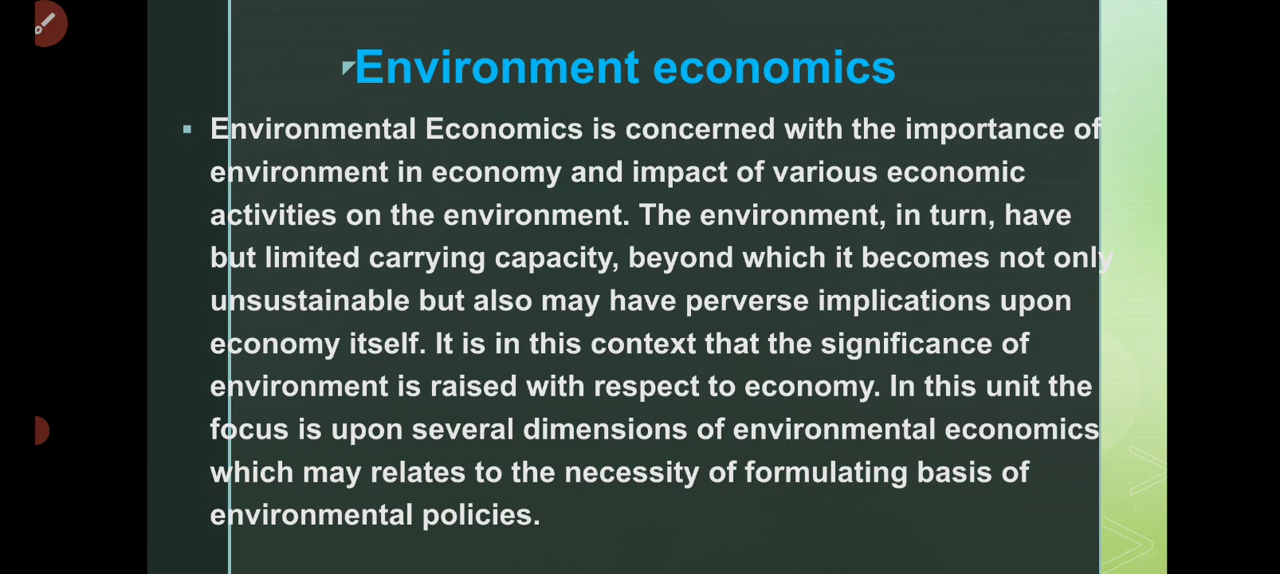 Environment economics
Environmental Economics is concerned with the importance of
environment in economy and impact of various economic
activities on the environment. The environment, in turn, have
but limited carrying capacity, beyond which it becomes not only
unsustainable but also may have perverse implications upon
economy itself. It is in this context that the significance of
environment is raised with respect to economy. In this unit the
focus is upon several dimensions of environmental economics
which may relates to the necessity of formulating basis of
environmental policies.